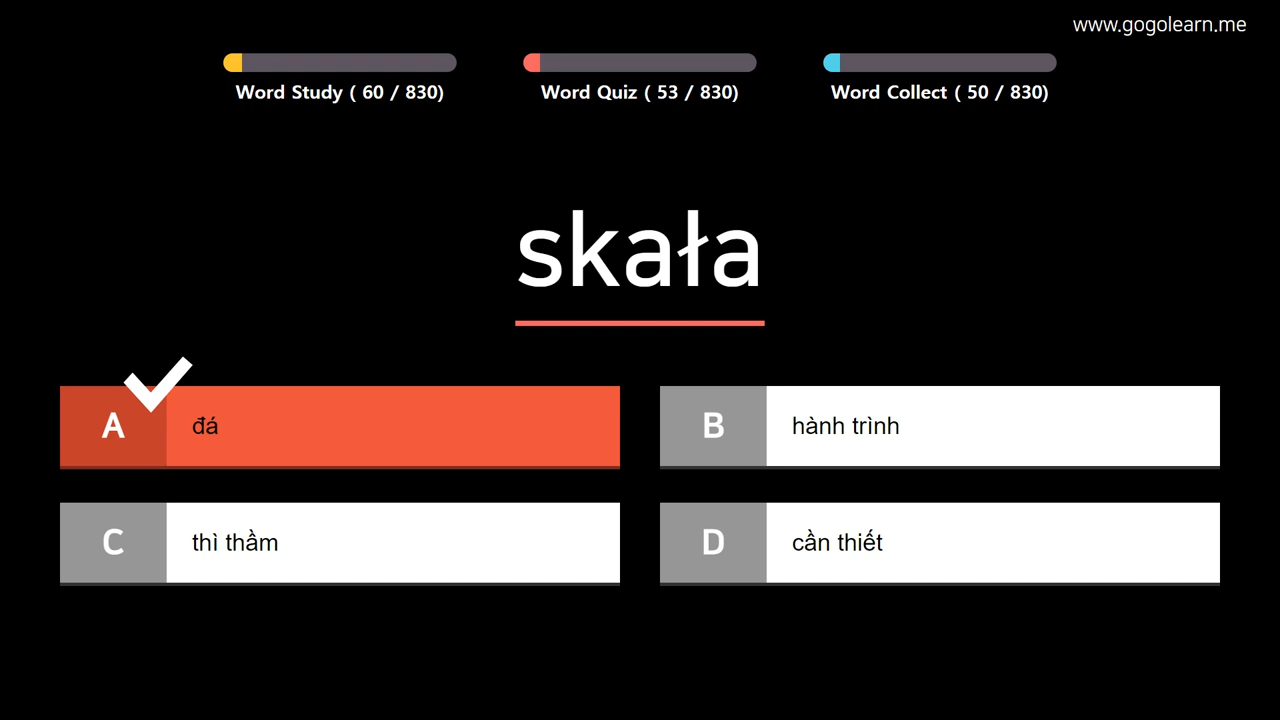 www.gogolearn.me
Word Study ( 60 / 830)
Word Quiz ( 53 / 830)
Word Collect ( 50 / 830)
skała
A đá
B hành trình
C thì thầm
D cần thiết